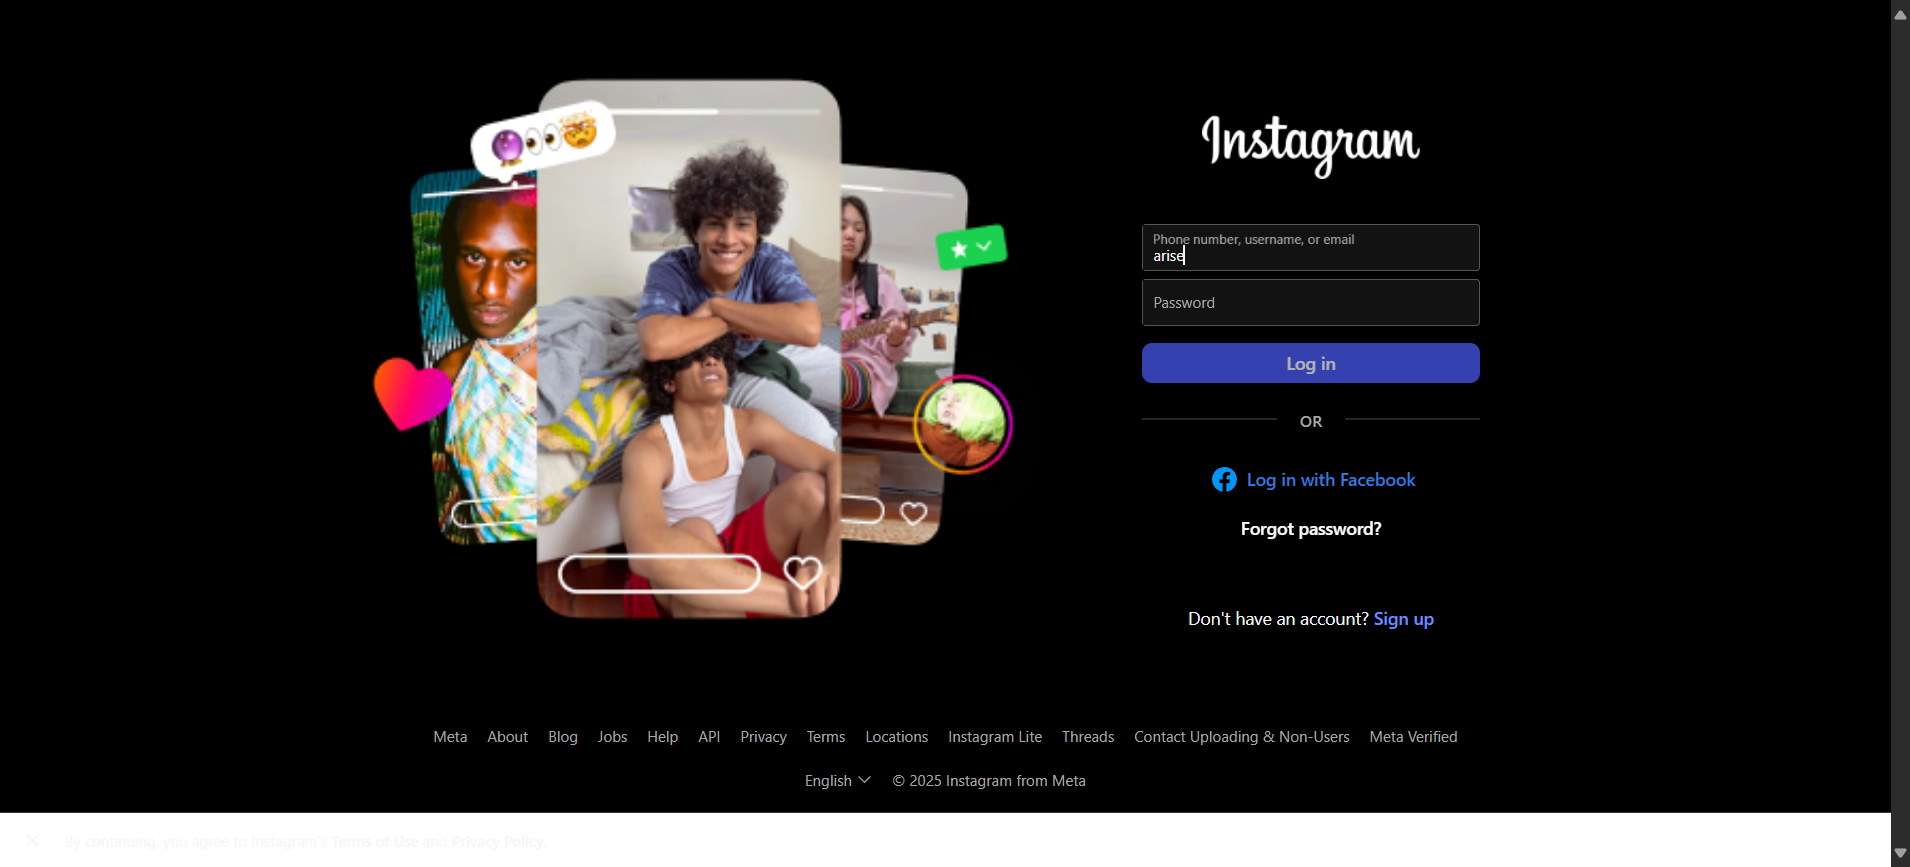 Instagram
Phone number, username, or email
arise
Password
Log in
OR
Log in with Facebook
Forgot password?
Don't have an account? Sign up
Meta About Blog Jobs Help API Privacy Terms Locations Instagram Lite Threads Contact Uploading & Non-Users Meta Verified
English © 2025 Instagram from Meta
By continuing, you agree to Instagram's Terms of Use and Privacy Policy.